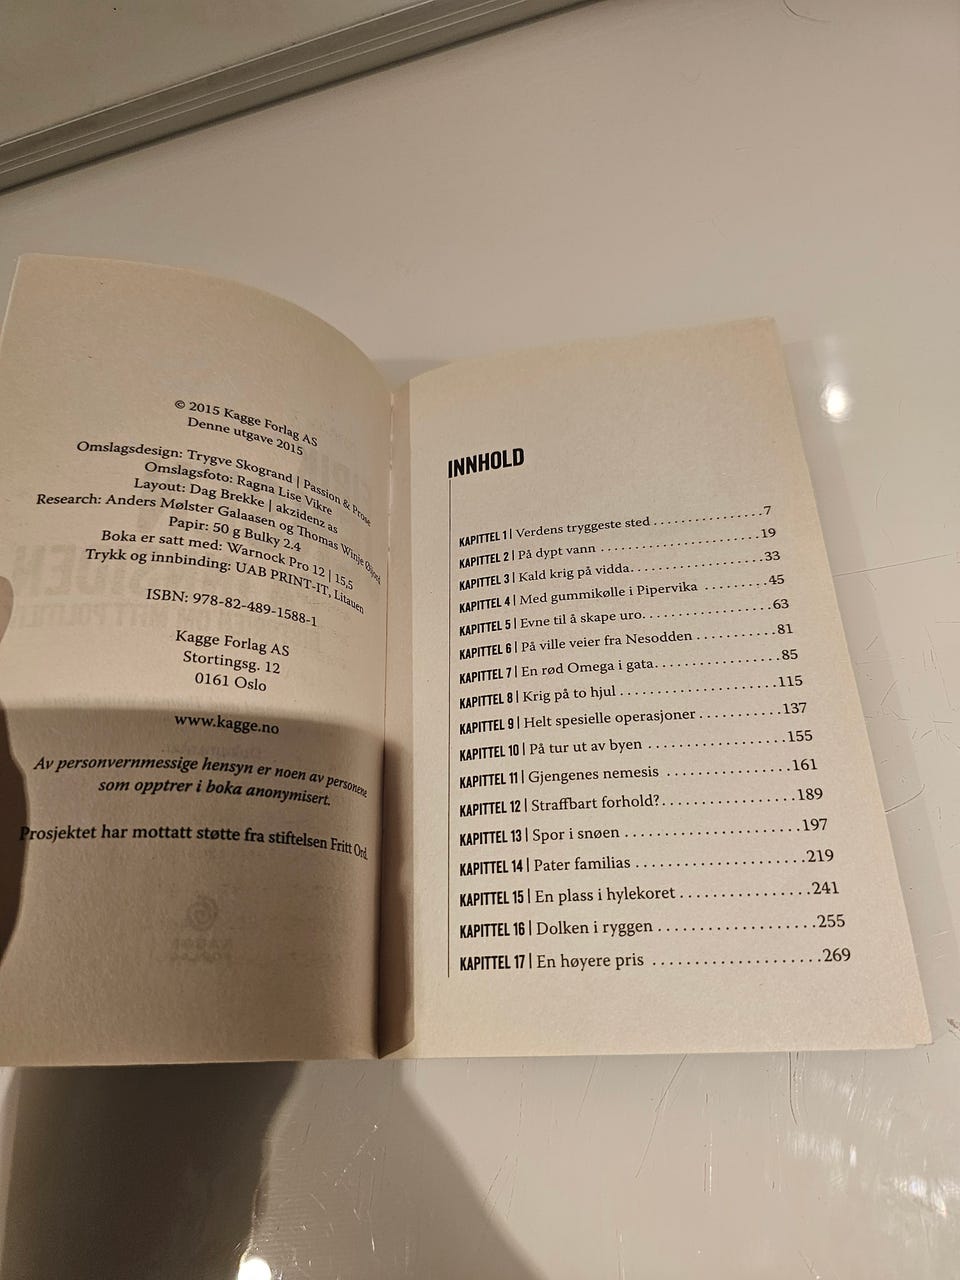 © 2015 Kagge Forlag AS
Denne utgave 2015
Omslagsdesign: Trygve Skogrand | Passion & Prose
Omslagsfoto: Ragna Lise Vikre
Layout: Dag Brekke | akzidenz as
Research: Anders Mølster Galaasen og Thomas Winje Øijord
Papir: 50 g Bulky 2.4
Boka er satt med: Warnock Pro 12 | 15,5
Trykk og innbinding: UAB PRINT-IT, Litauen
ISBN: 978-82-489-1588-1
Kagge Forlag AS
Stortingsg. 12
0161 Oslo
www.kagge.no
Av personvernmessige hensyn er noen av personene
som opptrer i boka anonymisert.
Prosjektet har mottatt støtte fra stiftelsen Fritt Ord.
INNHOLD
KAPITTEL 1 | Verdens tryggeste sted ..............7
KAPITTEL 2 | På dypt vann ....................19
KAPITTEL 3 | Kald krig på vidda.................33
KAPITTEL 4 | Med gummikølle i Pipervika ........45
KAPITTEL 5 | Evne til å skape uro................63
KAPITTEL 6 | På ville veier fra Nesodden ..........81
KAPITTEL 7 | En rød Omega i gata................85
KAPITTEL 8 | Krig på to hjul ...................115
KAPITTEL 9 | Helt spesielle operasjoner ..........137
KAPITTEL 10 | På tur ut av byen .................155
KAPITTEL 11 | Gjengenes nemesis ...............161
KAPITTEL 12 | Straffbart forhold?................189
KAPITTEL 13 | Spor i snøen .....................197
KAPITTEL 14 | Pater familias ....................219
KAPITTEL 15 | En plass i hylekoret ...............241
KAPITTEL 16 | Dolken i ryggen ..................255
KAPITTEL 17 | En høyere pris ...................269